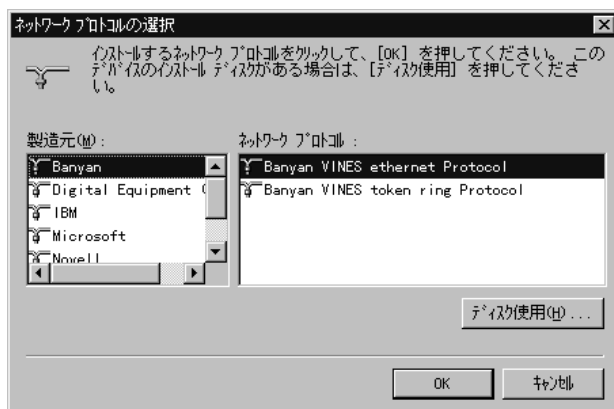 ネットワーク プロトコルの選択
インストールするネットワーク プロトコルをクリックして、[OK] を押してください。 この
デバイスのインストール ディスクがある場合は、[ディスク使用] を押してくださ
い。
製造元(M):
ネットワーク プロトコル :
Banyan
Digital Equipment (
IBM
Microsoft
Novell
Banyan VINES ethernet Protocol
Banyan VINES token ring Protocol
ディスク使用(H)...
OK
キャンセル